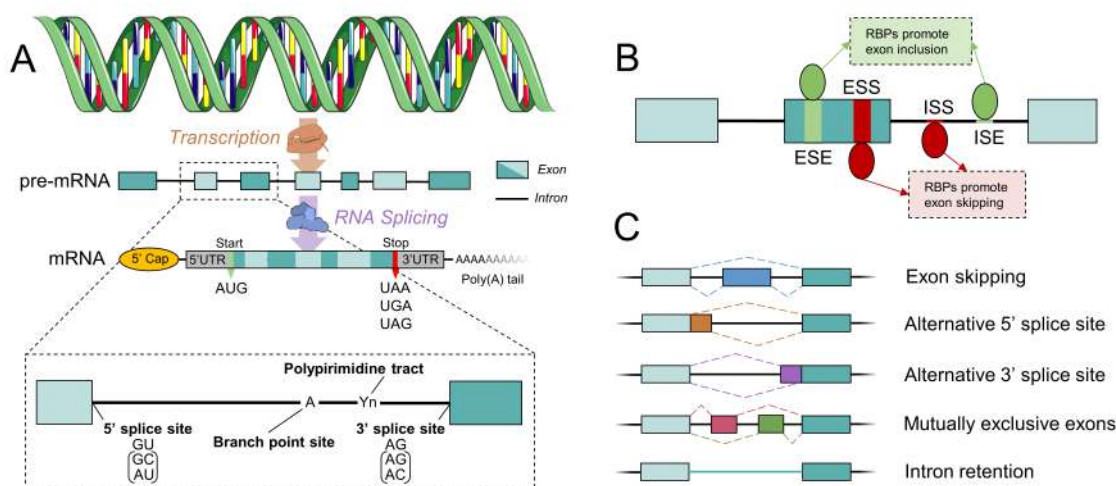 A
Transcription
pre-mRNA
Exon
Intron
RNA Splicing
mRNA
5' Cap
5'UTR
Start
Stop
3'UTR
AAAAAAAAAA
Poly(A) tail
AUG
UAA
UGA
UAG
Polypirimidine tract
A
Yn
5' splice site
GU
GC
AU
Branch point site
3' splice site
AG
AG
AC
B
RBPs promote
exon inclusion
ESS
ISS
ESE
ISE
RBPs promote
exon skipping
C
Exon skipping
Alternative 5' splice site
Alternative 3' splice site
Mutually exclusive exons
Intron retention